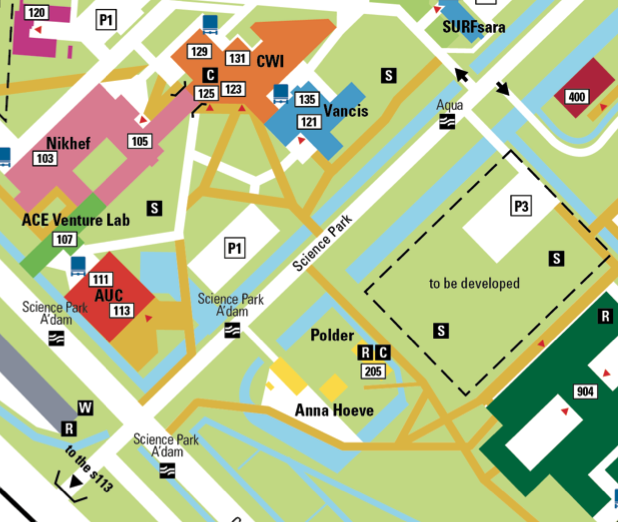 120
P1
SURFsara
129
131
CWI
C
125
123
S
135
Vancis
121
400
Aqua
Nikhef
103
105
P3
ACE Venture Lab
S
107
P1
Science Park
S
to be developed
111
AUC
113
Science Park
A'dam
Science Park
A'dam
S
R
Polder
R C
205
904
Anna Hoeve
W
R
Science Park
A'dam
to the s113